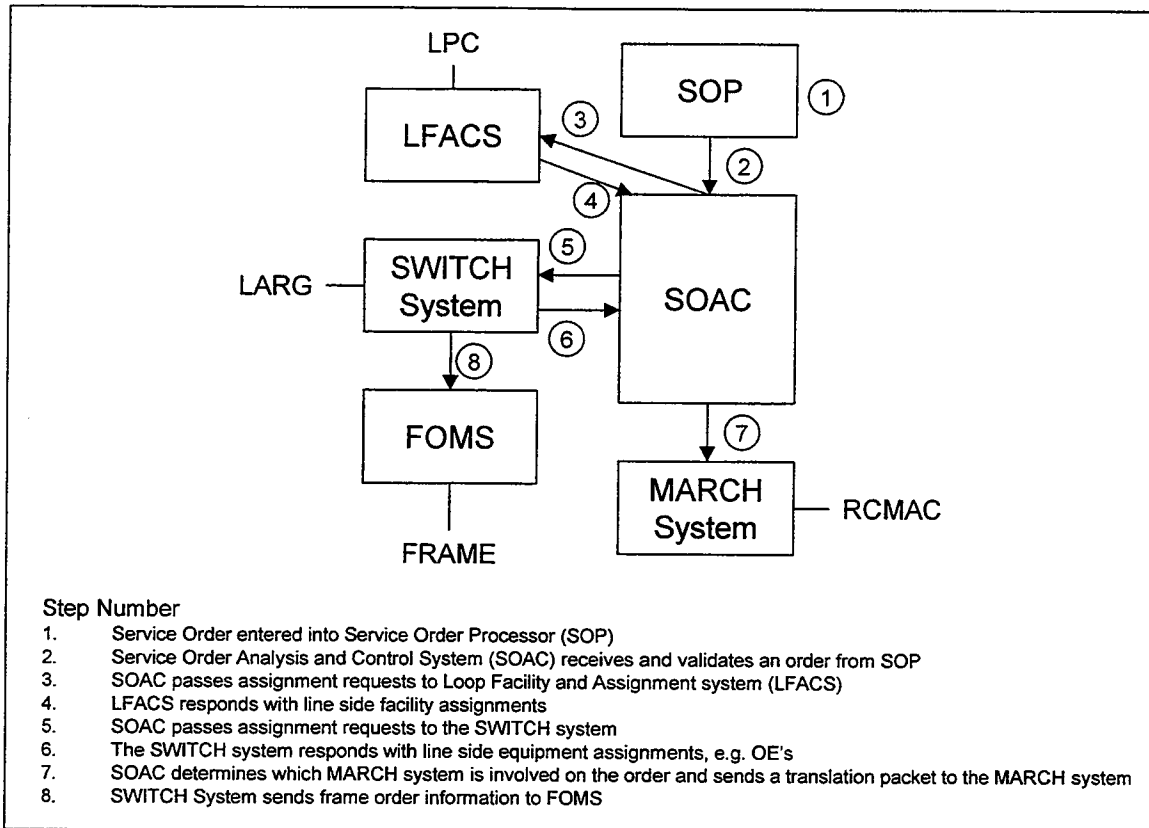 LPC
SOP
1
LFACS
3
2
4
SWITCH
System
LARG
5
6
SOAC
8
FOMS
7
MARCH
System
RCMAC
FRAME
Step Number
1. Service Order entered into Service Order Processor (SOP)
2. Service Order Analysis and Control System (SOAC) receives and validates an order from SOP
3. SOAC passes assignment requests to Loop Facility and Assignment system (LFACS)
4. LFACS responds with line side facility assignments
5. SOAC passes assignment requests to the SWITCH system
6. The SWITCH system responds with line side equipment assignments, e.g. OE's
7. SOAC determines which MARCH system is involved on the order and sends a translation packet to the MARCH system
8. SWITCH System sends frame order information to FOMS